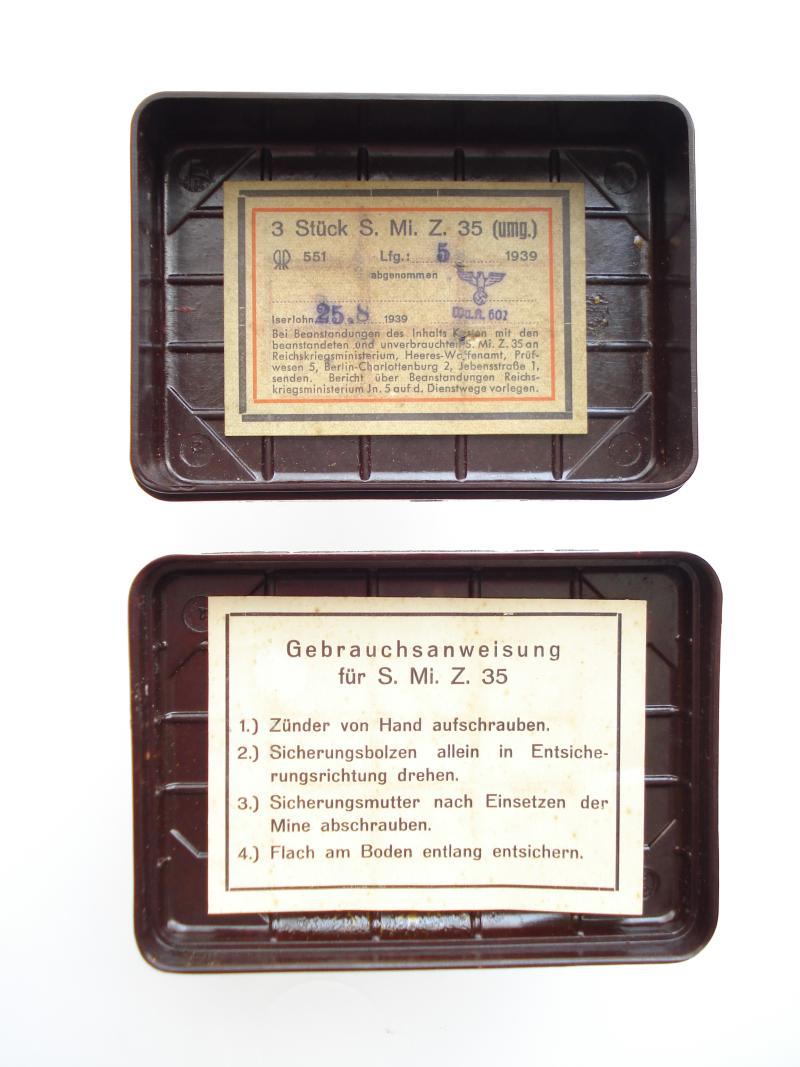 3 Stück S. Mi. Z. 35 (umg.)
551 Lfg.: 5 1939
abgenommen
Iserlohn, 25.8 1939 Wa.A. 601
Bei Beanstandungen des Inhalts Kasten mit den
beanstandeten und unverbrauchten S. Mi. Z. 35 an
Reichskriegsministerium, Heeres-Waffenamt, Prüf-
wesen 5, Berlin-Charlottenburg 2, Jebensstraße 1,
senden. Bericht über Beanstandungen Reichs-
kriegsministerium Jn. 5 auf d. Dienstwege vorlegen.
Gebrauchsanweisung
für S. Mi. Z. 35
1.) Zünder von Hand aufschrauben.
2.) Sicherungsbolzen allein in Entsiche-
rungsrichtung drehen.
3.) Sicherungsmutter nach Einsetzen der
Mine abschrauben.
4.) Flach am Boden entlang entsichern.